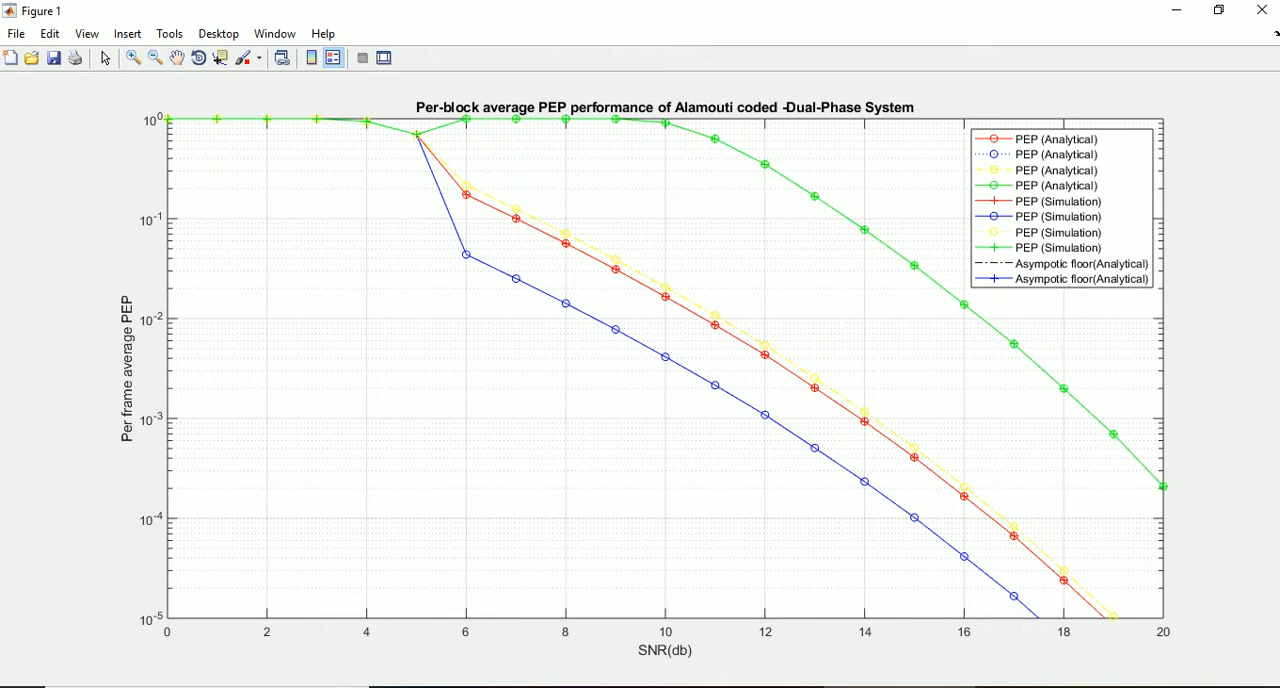 Figure 1
File Edit View Insert Tools Desktop Window Help
Per-block average PEP performance of Alamouti coded -Dual-Phase System
PEP (Analytical)
PEP (Analytical)
PEP (Analytical)
PEP (Analytical)
PEP (Simulation)
PEP (Simulation)
PEP (Simulation)
PEP (Simulation)
Asympotic floor(Analytical)
Asympotic floor(Analytical)
Per frame average PEP
10^0
10^-1
10^-2
10^-3
10^-4
10^-5
0 2 4 6 8 10 12 14 16 18 20
SNR(db)